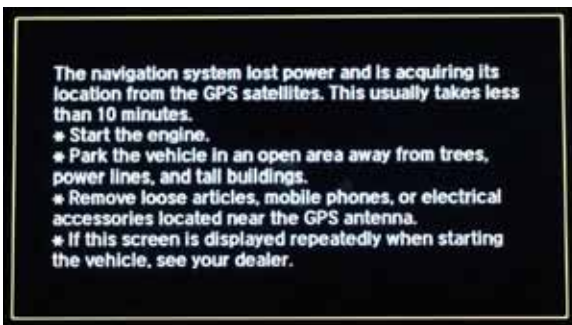 The navigation system lost power and is acquiring its
location from the GPS satellites. This usually takes less
than 10 minutes.
* Start the engine.
* Park the vehicle in an open area away from trees,
power lines, and tall buildings.
* Remove loose articles, mobile phones, or electrical
accessories located near the GPS antenna.
* If this screen is displayed repeatedly when starting
the vehicle, see your dealer.